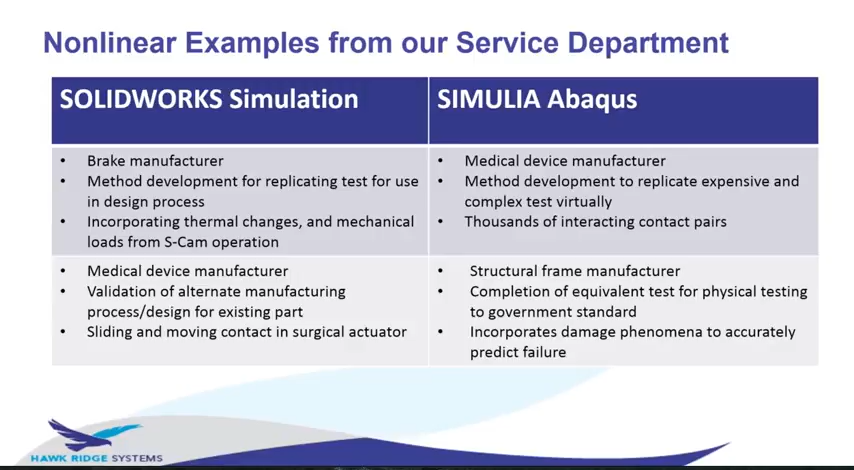 Nonlinear Examples from our Service Department
SOLIDWORKS Simulation
SIMULIA Abaqus
• Brake manufacturer
• Method development for replicating test for use
in design process
• Incorporating thermal changes, and mechanical
loads from S-Cam operation
• Medical device manufacturer
• Method development to replicate expensive and
complex test virtually
• Thousands of interacting contact pairs
• Medical device manufacturer
• Validation of alternate manufacturing
process/design for existing part
• Sliding and moving contact in surgical actuator
• Structural frame manufacturer
• Completion of equivalent test for physical testing
to government standard
• Incorporates damage phenomena to accurately
predict failure
HAWK RIDGE SYSTEMS